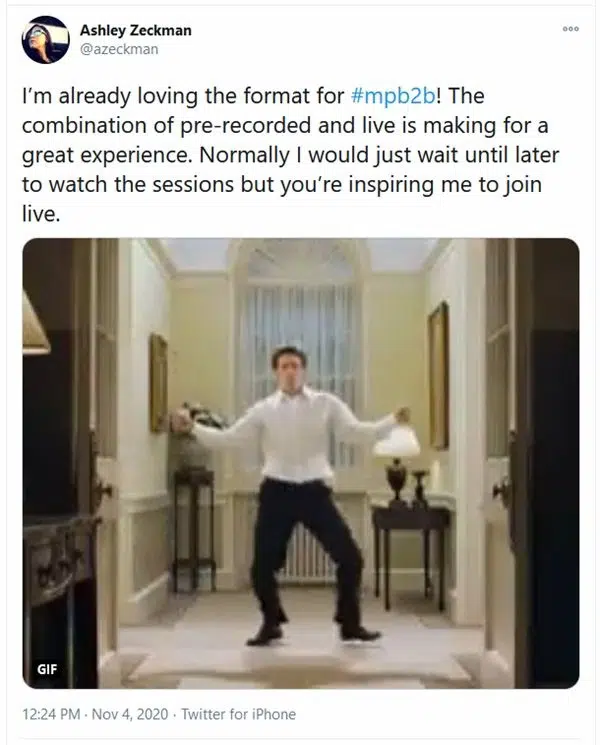 Ashley Zeckman
@azeckman
I'm already loving the format for #mpb2b! The
combination of pre-recorded and live is making for a
great experience. Normally I would just wait until later
to watch the sessions but you're inspiring me to join
live.
GIF
12:24 PM · Nov 4, 2020 · Twitter for iPhone